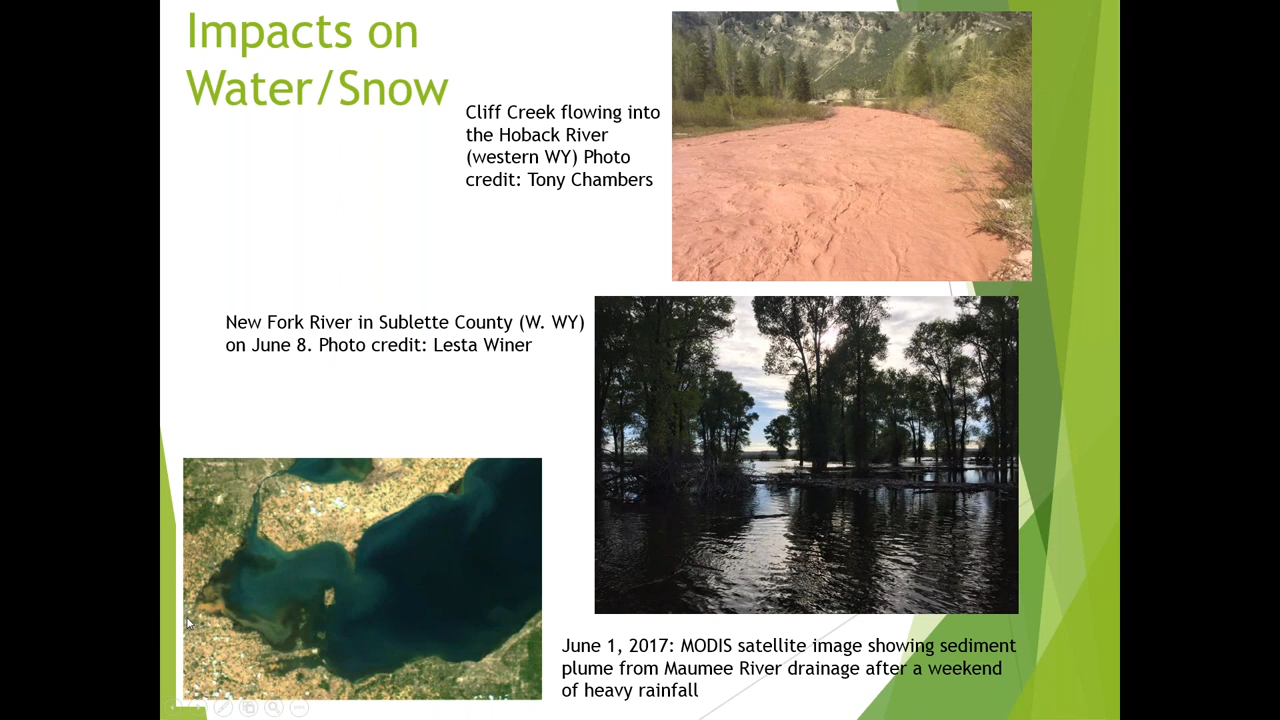 Impacts on
Water/Snow
Cliff Creek flowing into
the Hoback River
(western WY) Photo
credit: Tony Chambers
New Fork River in Sublette County (W. WY)
on June 8. Photo credit: Lesta Winer
June 1, 2017: MODIS satellite image showing sediment
plume from Maumee River drainage after a weekend
of heavy rainfall